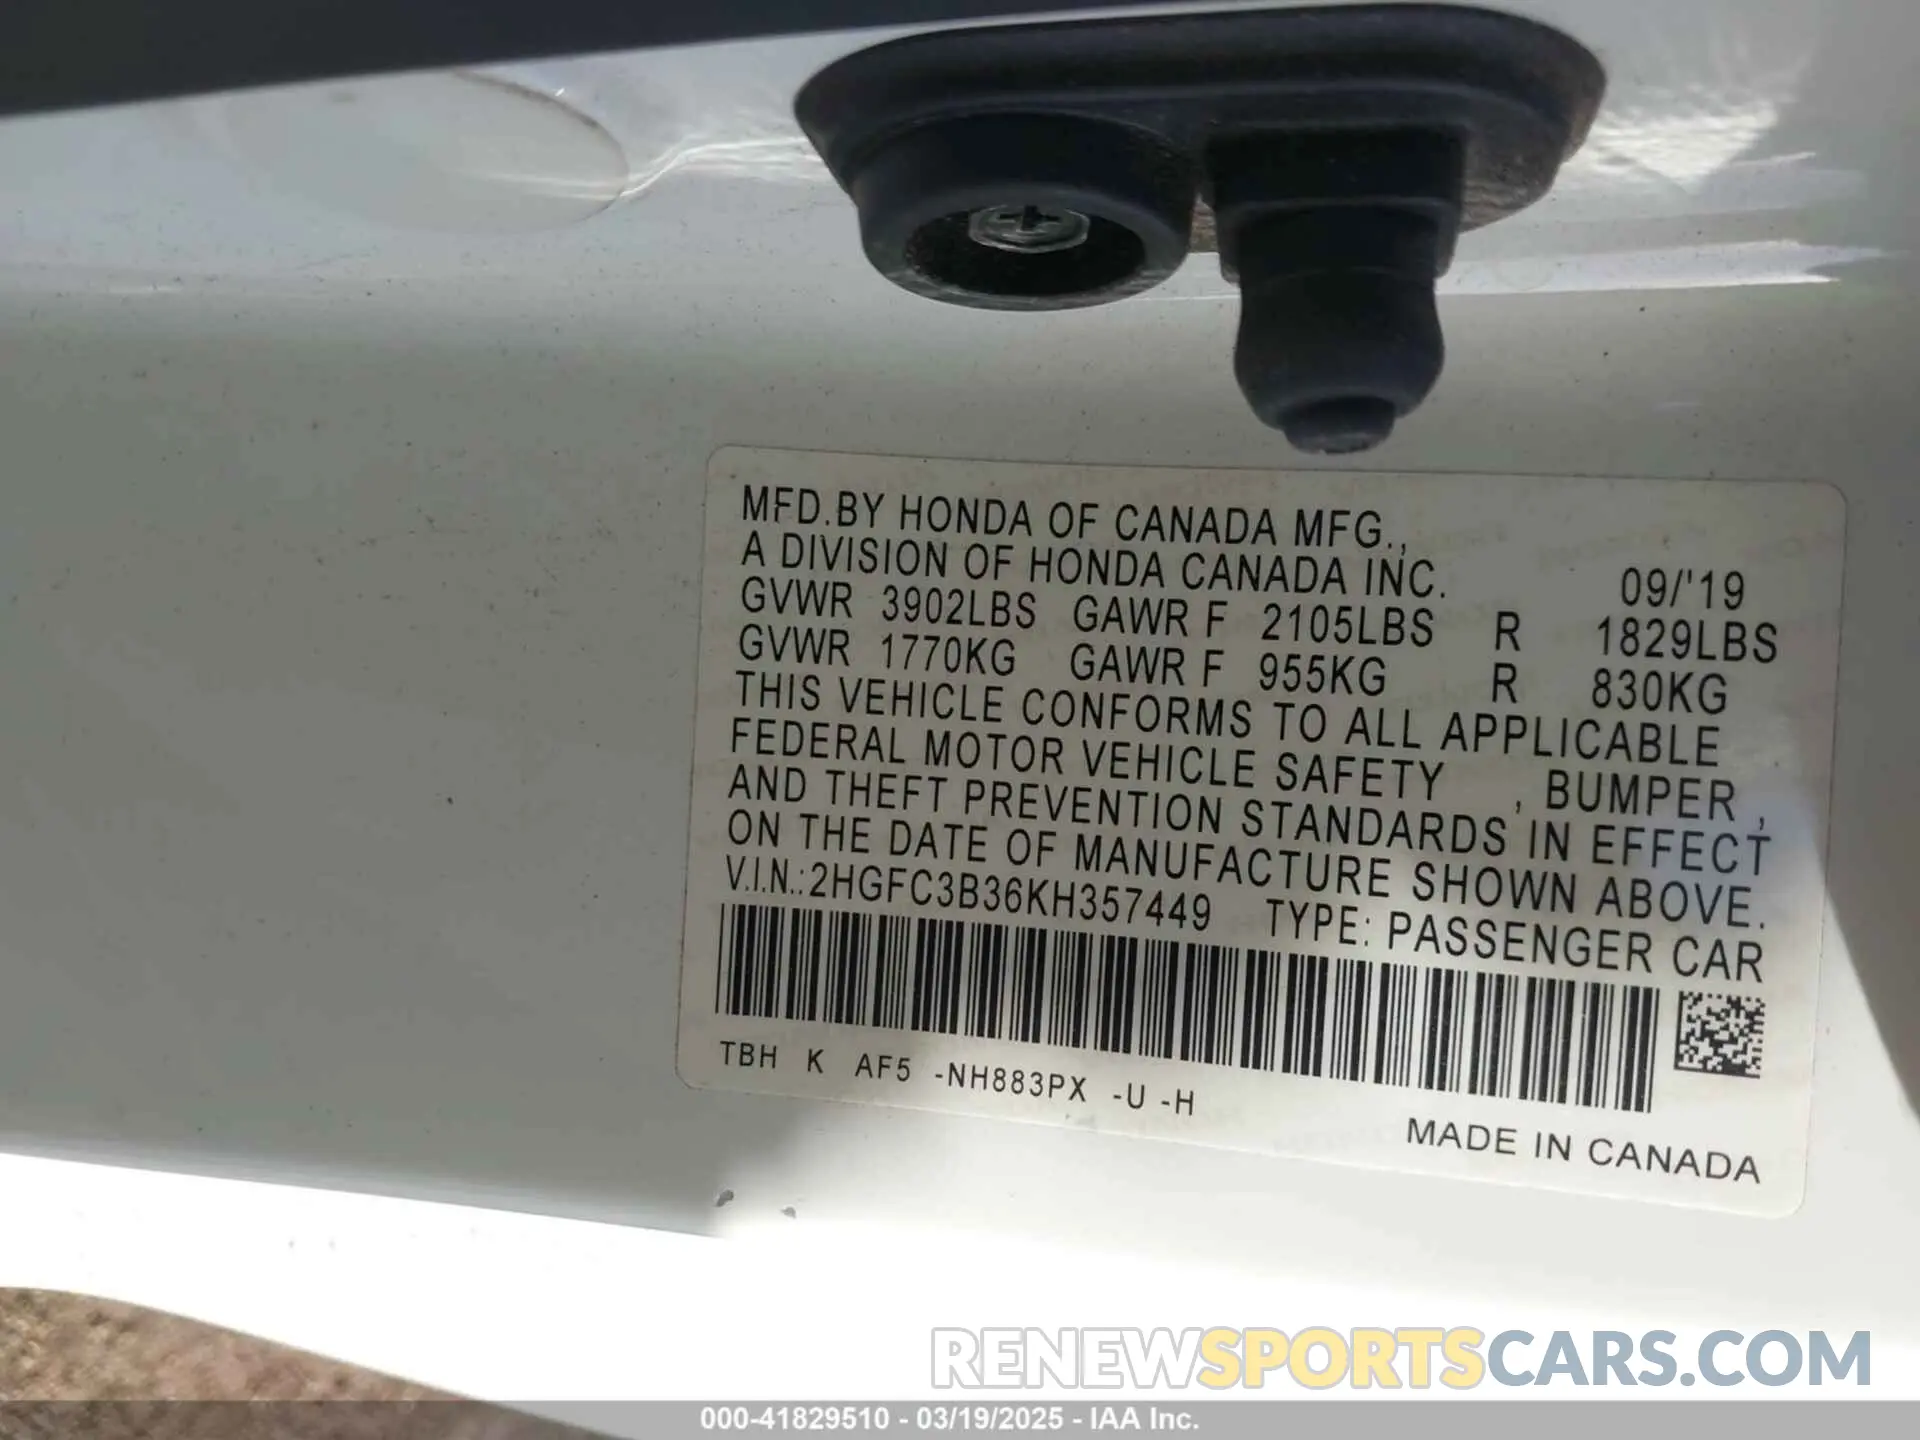 MFD.BY HONDA OF CANADA MFG.,
A DIVISION OF HONDA CANADA INC. 09/'19
GVWR 3902LBS GAWR F 2105LBS R 1829LBS
GVWR 1770KG GAWR F 955KG R 830KG
THIS VEHICLE CONFORMS TO ALL APPLICABLE
FEDERAL MOTOR VEHICLE SAFETY , BUMPER ,
AND THEFT PREVENTION STANDARDS IN EFFECT
ON THE DATE OF MANUFACTURE SHOWN ABOVE.
V.I.N.:2HGFC3B36KH357449 TYPE: PASSENGER CAR
TBH K AF5 -NH883PX -U -H
MADE IN CANADA
RENEWSPORTSCARS.COM
000-41829510 - 03/19/2025 - IAA Inc.